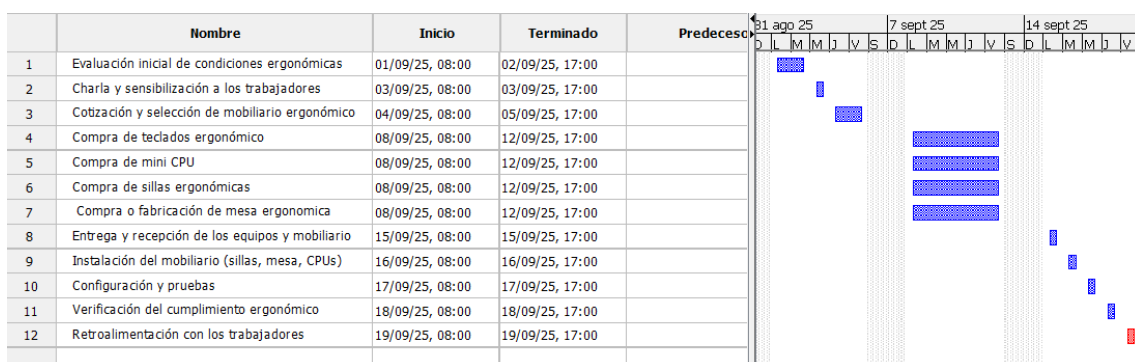 Nombre Inicio Terminado Predeceso 31 ago 25 7 sept 25 14 sept 25
D L M M J V S D L M M J V S D L M M J V
1 Evaluación inicial de condiciones ergonómicas 01/09/25, 08:00 02/09/25, 17:00
2 Charla y sensibilización a los trabajadores 03/09/25, 08:00 03/09/25, 17:00
3 Cotización y selección de mobiliario ergonómico 04/09/25, 08:00 05/09/25, 17:00
4 Compra de teclados ergonómico 08/09/25, 08:00 12/09/25, 17:00
5 Compra de mini CPU 08/09/25, 08:00 12/09/25, 17:00
6 Compra de sillas ergonómicas 08/09/25, 08:00 12/09/25, 17:00
7 Compra o fabricación de mesa ergonomica 08/09/25, 08:00 12/09/25, 17:00
8 Entrega y recepción de los equipos y mobiliario 15/09/25, 08:00 15/09/25, 17:00
9 Instalación del mobiliario (sillas, mesa, CPUs) 16/09/25, 08:00 16/09/25, 17:00
10 Configuración y pruebas 17/09/25, 08:00 17/09/25, 17:00
11 Verificación del cumplimiento ergonómico 18/09/25, 08:00 18/09/25, 17:00
12 Retroalimentación con los trabajadores 19/09/25, 08:00 19/09/25, 17:00